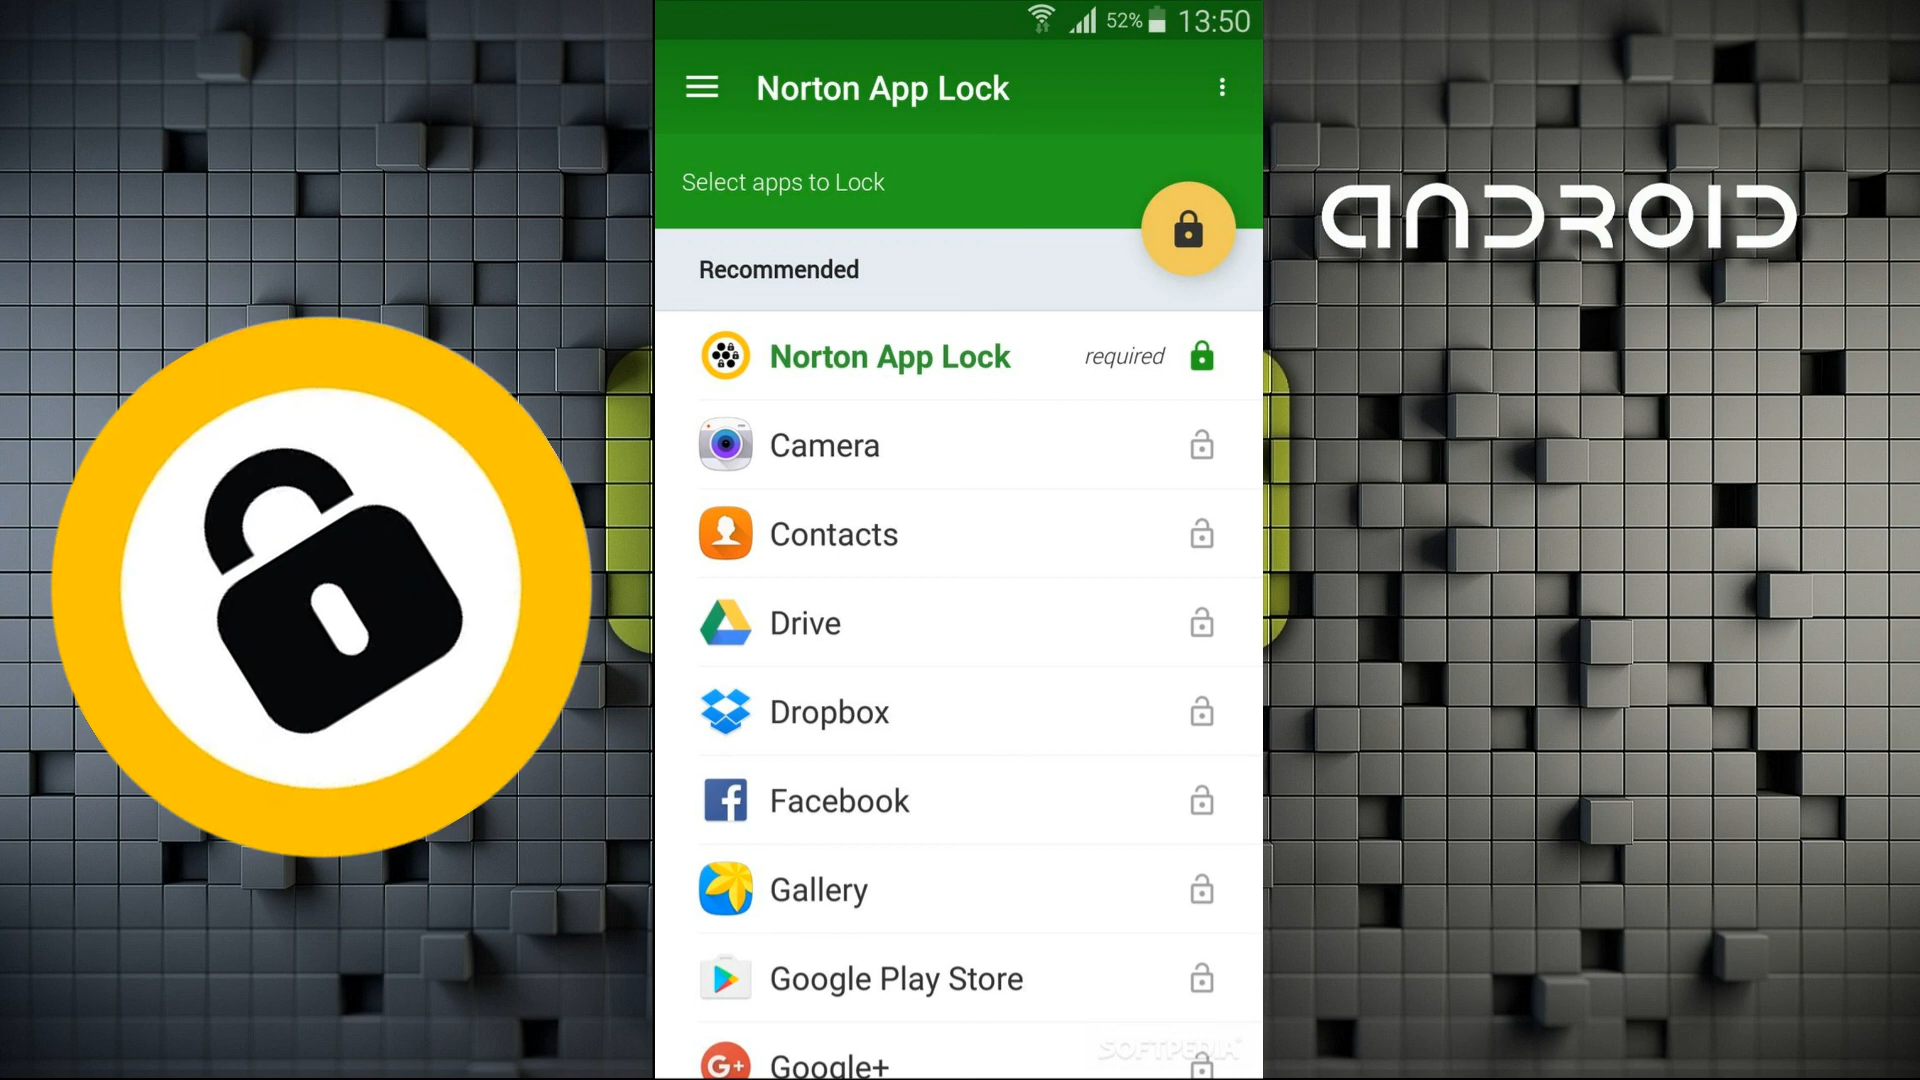 52% 13:50
Norton App Lock
Select apps to Lock
ANDROID
Recommended
Norton App Lock required
Camera
Contacts
Drive
Dropbox
Facebook
Gallery
Google Play Store
G+ Google+
SOFTPEDIA